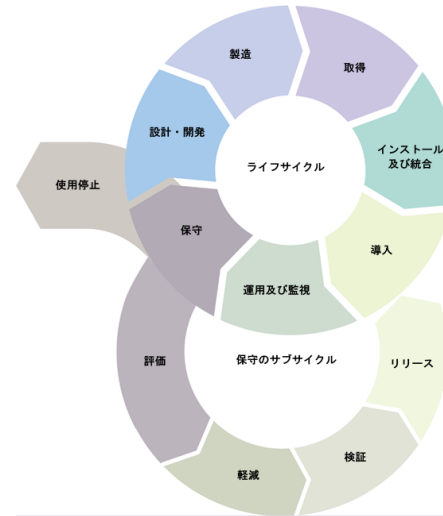 製造
取得
設計・開発
インストール
及び統合
ライフサイクル
使用停止
保守
導入
運用及び監視
評価
保守のサブサイクル
リリース
軽減
検証